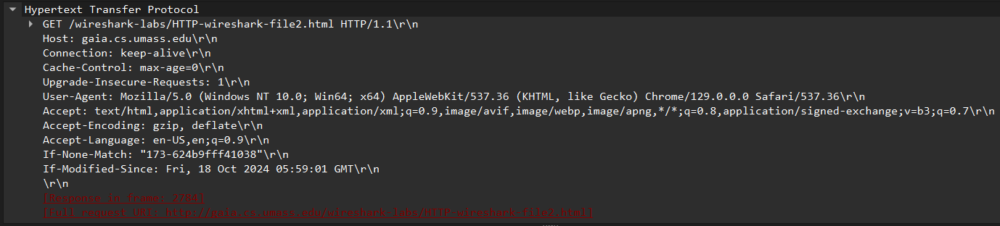 Hypertext Transfer Protocol
GET /wireshark-labs/HTTP-wireshark-file2.html HTTP/1.1\r\n
Host: gaia.cs.umass.edu\r\n
Connection: keep-alive\r\n
Cache-Control: max-age=0\r\n
Upgrade-Insecure-Requests: 1\r\n
User-Agent: Mozilla/5.0 (Windows NT 10.0; Win64; x64) AppleWebKit/537.36 (KHTML, like Gecko) Chrome/129.0.0.0 Safari/537.36\r\n
Accept: text/html,application/xhtml+xml,application/xml;q=0.9,image/avif,image/webp,image/apng,*/*;q=0.8,application/signed-exchange;v=b3;q=0.7\r\n
Accept-Encoding: gzip, deflate\r\n
Accept-Language: en-US,en;q=0.9\r\n
If-None-Match: "173-624b9fff41038"\r\n
If-Modified-Since: Fri, 18 Oct 2024 05:59:01 GMT\r\n
\r\n
[Response in frame: 2784]
[Full request URI: http://gaia.cs.umass.edu/wireshark-labs/HTTP-wireshark-file2.html]